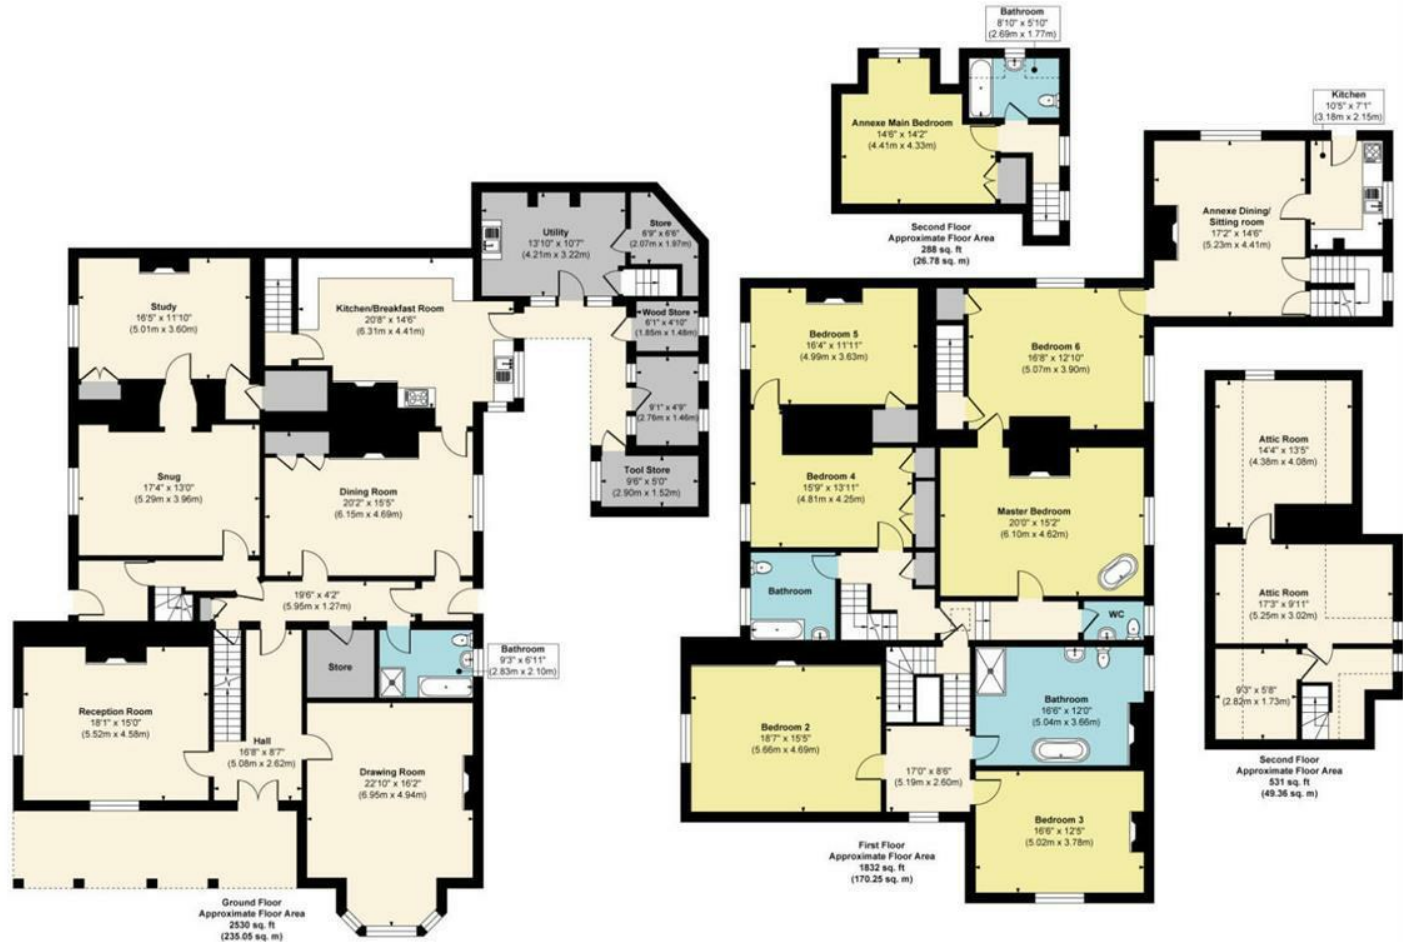 Bathroom
8'10" x 5'10"
(2.69m x 1.77m)
Annexe Main Bedroom
14'6" x 14'2"
(4.41m x 4.33m)
Second Floor
Approximate Floor Area
288 sq. ft
(26.78 sq. m)
Kitchen
10'5" x 7'1"
(3.18m x 2.15m)
Annexe Dining/
Sitting room
17'2" x 14'6"
(5.23m x 4.41m)
Utility
13'10" x 10'7"
(4.21m x 3.22m)
Store
6'9" x 6'6"
(2.07m x 1.97m)
Study
16'5" x 11'10"
(5.01m x 3.60m)
Kitchen/Breakfast Room
20'8" x 14'6"
(6.31m x 4.41m)
Wood Store
6'1" x 4'10"
(1.85m x 1.48m)
9'1" x 4'9"
(2.76m x 1.46m)
Tool Store
9'6" x 5'0"
(2.90m x 1.52m)
Snug
17'4" x 13'0"
(5.29m x 3.96m)
Dining Room
20'2" x 15'5"
(6.15m x 4.69m)
19'6" x 4'2"
(5.95m x 1.27m)
Store
Bathroom
9'3" x 6'11"
(2.83m x 2.10m)
Reception Room
18'1" x 15'0"
(5.52m x 4.58m)
Hall
16'8" x 8'7"
(5.08m x 2.62m)
Drawing Room
22'10" x 16'2"
(6.95m x 4.94m)
Ground Floor
Approximate Floor Area
2530 sq. ft
(235.05 sq. m)
Bedroom 5
16'4" x 11'11"
(4.99m x 3.63m)
Bedroom 6
16'8" x 12'10"
(5.07m x 3.90m)
Bedroom 4
15'9" x 13'11"
(4.81m x 4.25m)
Master Bedroom
20'0" x 15'2"
(6.10m x 4.62m)
Bathroom
WC
Bathroom
16'6" x 12'0"
(5.04m x 3.66m)
Bedroom 2
18'7" x 15'5"
(5.66m x 4.69m)
17'0" x 8'6"
(5.19m x 2.60m)
Bedroom 3
16'6" x 12'5"
(5.02m x 3.78m)
First Floor
Approximate Floor Area
1832 sq. ft
(170.25 sq. m)
Attic Room
14'4" x 13'5"
(4.38m x 4.08m)
Attic Room
17'3" x 9'11"
(5.25m x 3.02m)
9'3" x 5'8"
(2.82m x 1.73m)
Second Floor
Approximate Floor Area
531 sq. ft
(49.36 sq. m)